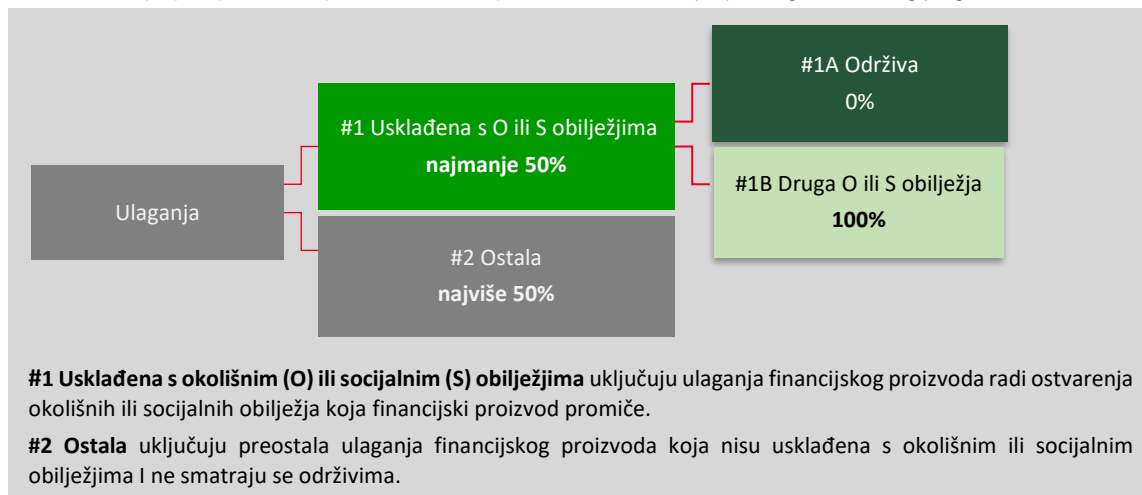 #1A Održiva
0%
#1 Usklađena s O ili S obilježjima
najmanje 50%
#1B Druga O ili S obilježja
100%
Ulaganja
#2 Ostala
najviše 50%
#1 Usklađena s okolišnim (O) ili socijalnim (S) obilježjima uključuju ulaganja financijskog proizvoda radi ostvarenja
okolišnih ili socijalnih obilježja koja financijski proizvod promiče.
#2 Ostala uključuju preostala ulaganja financijskog proizvoda koja nisu usklađena s okolišnim ili socijalnim
obilježjima I ne smatraju se održivima.